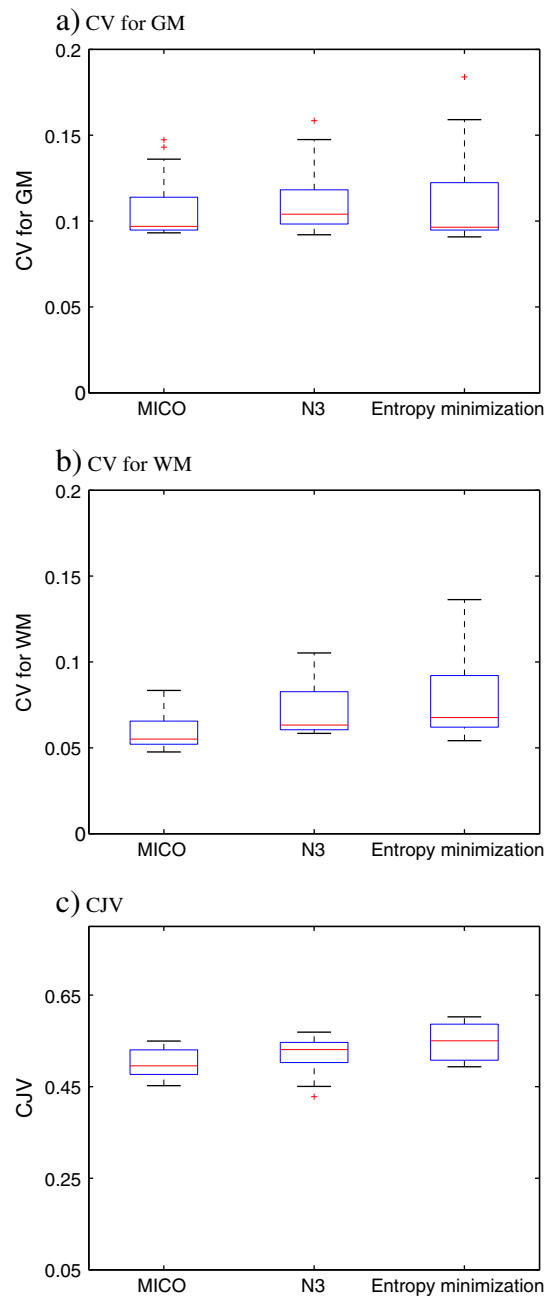 a) CV for GM
0.2
0.15
0.1
0.05
0
CV for GM
MICO N3 Entropy minimization
b) CV for WM
0.2
0.15
0.1
0.05
0
CV for WM
MICO N3 Entropy minimization
c) CJV
0.65
0.45
0.25
0.05
CJV
MICO N3 Entropy minimization